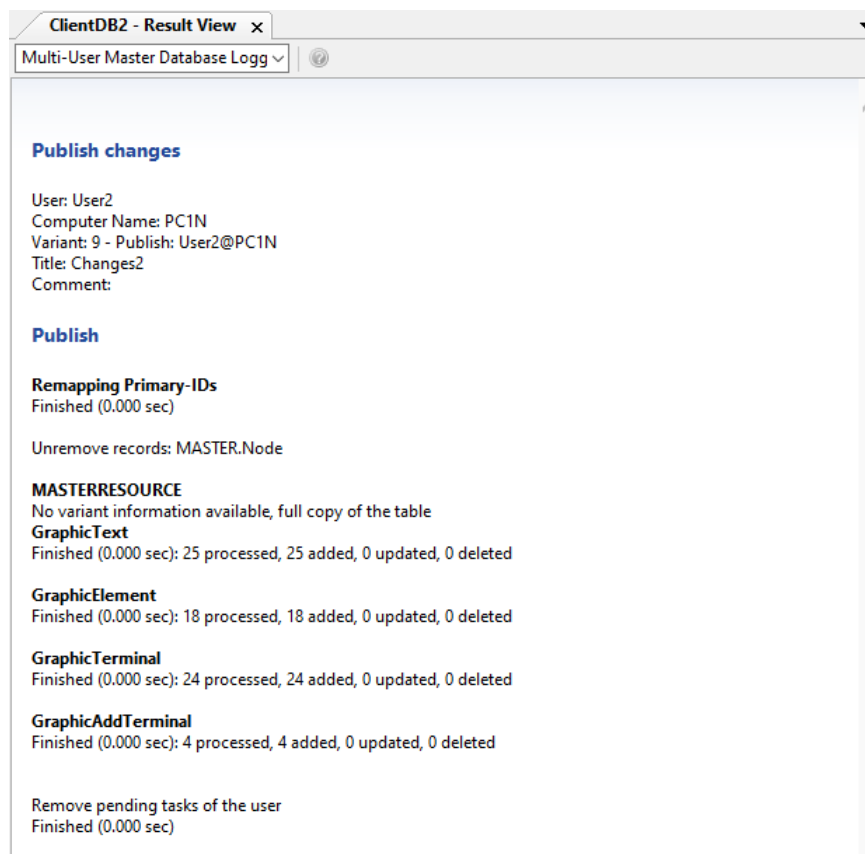 ClientDB2 - Result View x
Multi-User Master Database Logg
Publish changes
User: User2
Computer Name: PC1N
Variant: 9 - Publish: User2@PC1N
Title: Changes2
Comment:
Publish
Remapping Primary-IDs
Finished (0.000 sec)
Unremove records: MASTER.Node
MASTERRESOURCE
No variant information available, full copy of the table
GraphicText
Finished (0.000 sec): 25 processed, 25 added, 0 updated, 0 deleted
GraphicElement
Finished (0.000 sec): 18 processed, 18 added, 0 updated, 0 deleted
GraphicTerminal
Finished (0.000 sec): 24 processed, 24 added, 0 updated, 0 deleted
GraphicAddTerminal
Finished (0.000 sec): 4 processed, 4 added, 0 updated, 0 deleted
Remove pending tasks of the user
Finished (0.000 sec)